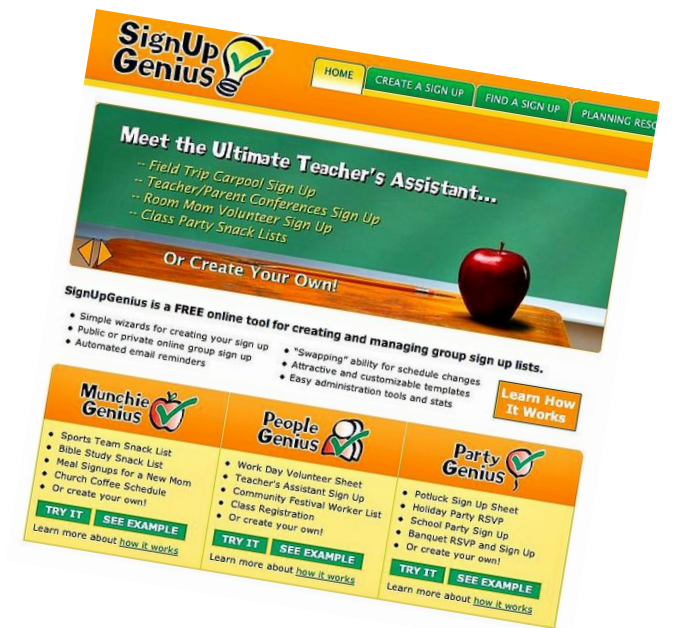 SignUp
Genius
HOME
CREATE A SIGN UP
FIND A SIGN UP
PLANNING RESO
Meet the Ultimate Teacher's Assistant...
-- Field Trip Carpool Sign Up
-- Teacher/Parent Conferences Sign Up
-- Room Mom Volunteer Sign Up
-- Class Party Snack Lists
Or Create Your Own!
SignUpGenius is a FREE online tool for creating and managing group sign up lists.
• Simple wizards for creating your sign up
• Public or private online group sign up
• Automated email reminders
• "Swapping" ability for schedule changes
• Attractive and customizable templates
• Easy administration tools and stats
Learn How
It Works
Munchie
Genius
• Sports Team Snack List
• Bible Study Snack List
• Meal Signups for a New Mom
• Church Coffee Schedule
• Or create your own!
TRY IT
SEE EXAMPLE
Learn more about how it works
People
Genius
• Work Day Volunteer Sheet
• Teacher's Assistant Sign Up
• Community Festival Worker List
• Class Registration
• Or create your own!
TRY IT
SEE EXAMPLE
Learn more about how it works
Party
Genius
• Potluck Sign Up Sheet
• Holiday Party RSVP
• School Party Sign Up
• Banquet RSVP and Sign Up
• Or create your own!
TRY IT
SEE EXAMPLE
Learn more about how it works